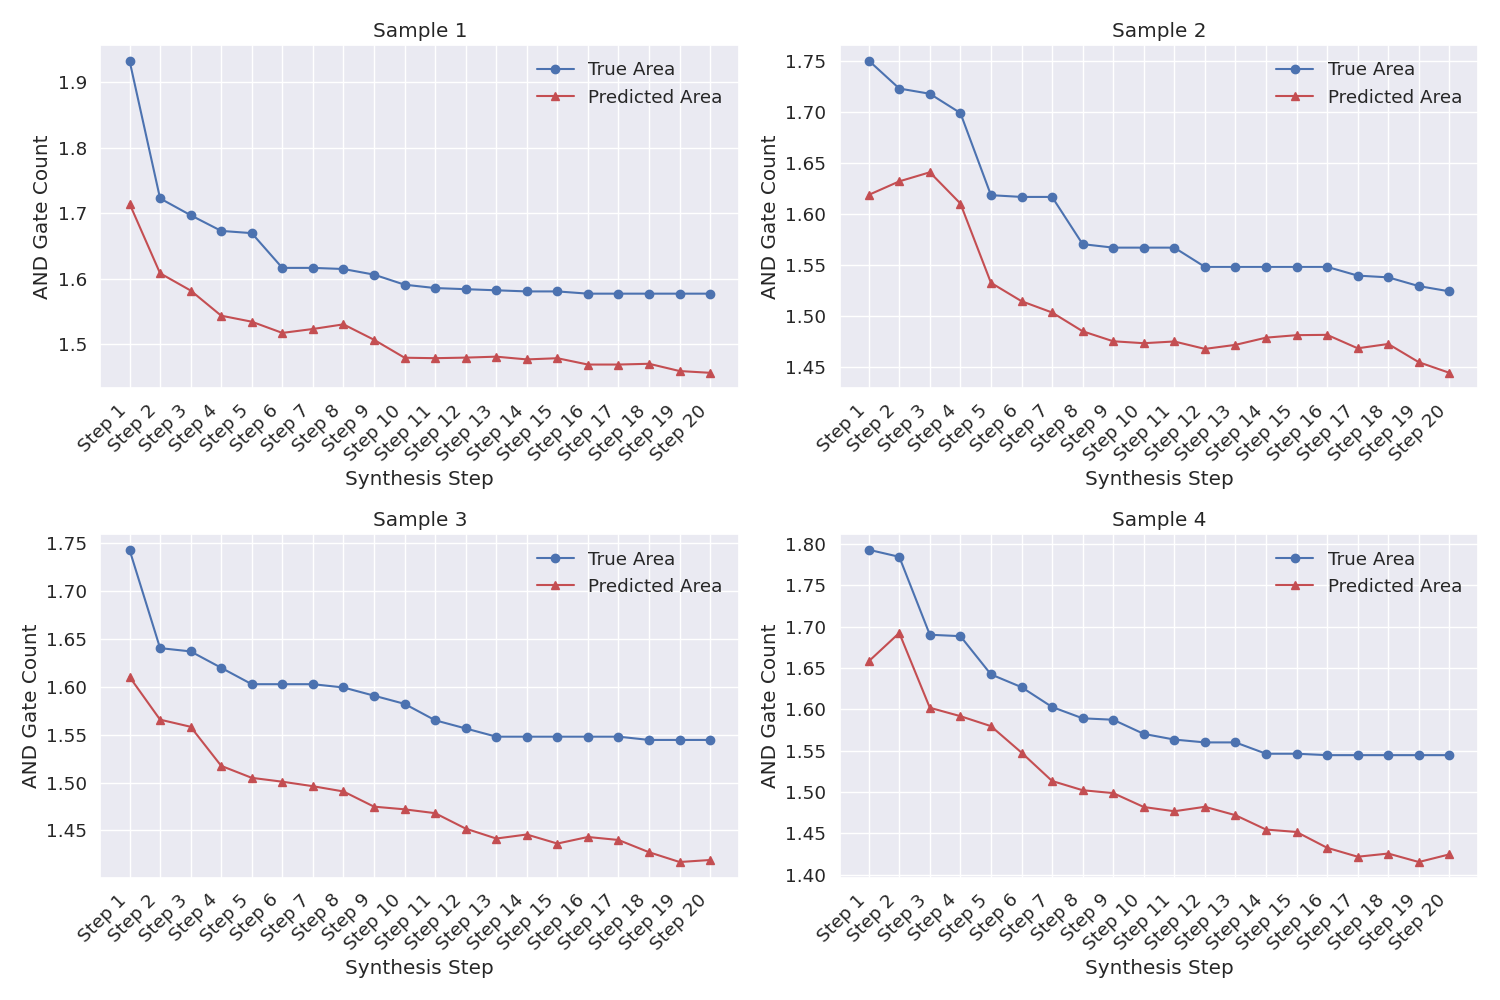 Sample 1
True Area
Predicted Area
AND Gate Count
1.9
1.8
1.7
1.6
1.5
Step 1
Step 2
Step 3
Step 4
Step 5
Step 6
Step 7
Step 8
Step 9
Step 10
Step 11
Step 12
Step 13
Step 14
Step 15
Step 16
Step 17
Step 18
Step 19
Step 20
Synthesis Step
Sample 2
True Area
Predicted Area
AND Gate Count
1.75
1.70
1.65
1.60
1.55
1.50
1.45
Step 1
Step 2
Step 3
Step 4
Step 5
Step 6
Step 7
Step 8
Step 9
Step 10
Step 11
Step 12
Step 13
Step 14
Step 15
Step 16
Step 17
Step 18
Step 19
Step 20
Synthesis Step
Sample 3
True Area
Predicted Area
AND Gate Count
1.75
1.70
1.65
1.60
1.55
1.50
1.45
Step 1
Step 2
Step 3
Step 4
Step 5
Step 6
Step 7
Step 8
Step 9
Step 10
Step 11
Step 12
Step 13
Step 14
Step 15
Step 16
Step 17
Step 18
Step 19
Step 20
Synthesis Step
Sample 4
True Area
Predicted Area
AND Gate Count
1.80
1.75
1.70
1.65
1.60
1.55
1.50
1.45
1.40
Step 1
Step 2
Step 3
Step 4
Step 5
Step 6
Step 7
Step 8
Step 9
Step 10
Step 11
Step 12
Step 13
Step 14
Step 15
Step 16
Step 17
Step 18
Step 19
Step 20
Synthesis Step